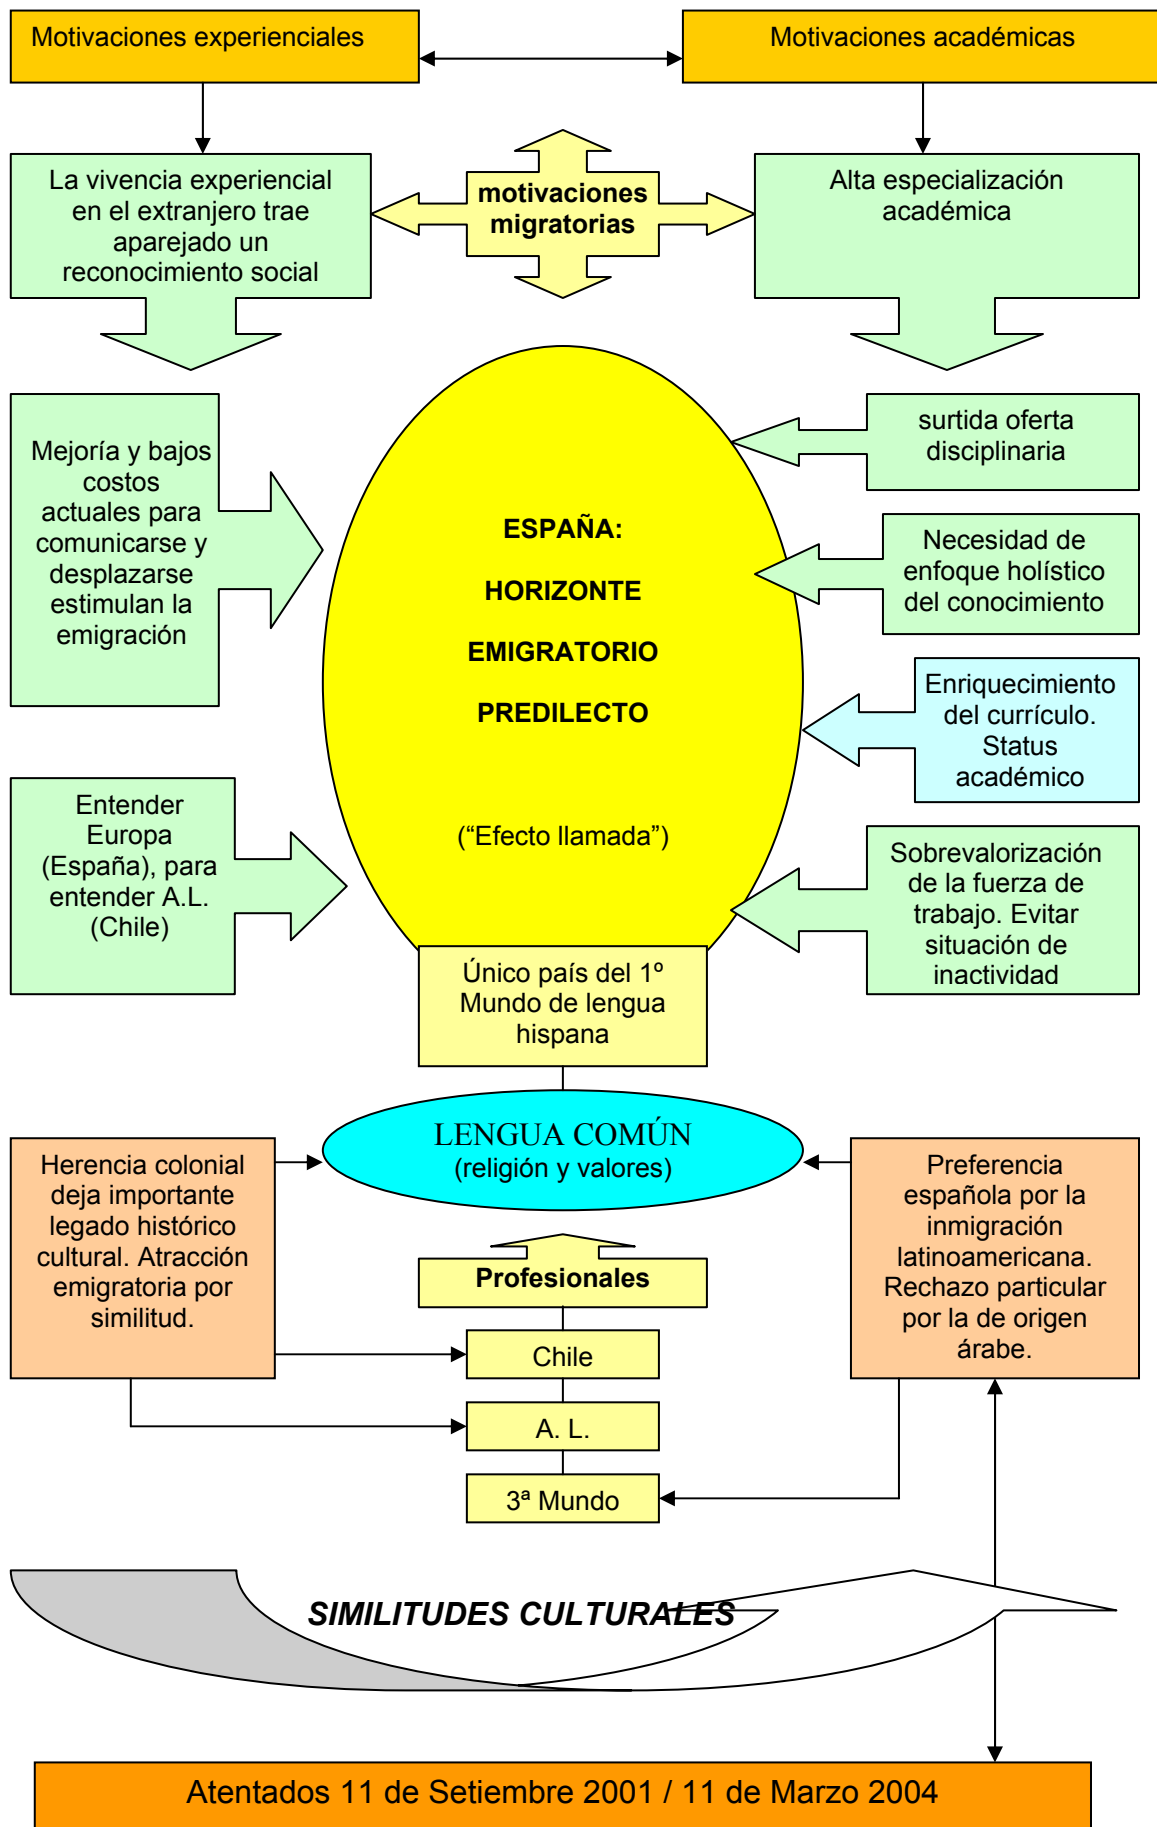 Motivaciones experienciales
Motivaciones académicas
La vivencia experiencial
en el extranjero trae
aparejado un
reconocimiento social
motivaciones
migratorias
Alta especialización
académica
Mejoría y bajos
costos
actuales para
comunicarse y
desplazarse
estimulan la
emigración
ESPAÑA:
HORIZONTE
EMIGRATORIO
PREDILECTO
(“Efecto llamada”)
surtida oferta
disciplinaria
Necesidad de
enfoque holístico
del conocimiento
Enriquecimiento
del currículo.
Status
académico
Entender
Europa
(España), para
entender A.L.
(Chile)
Sobrevalorización
de la fuerza de
trabajo. Evitar
situación de
inactividad
Único país del 1º
Mundo de lengua
hispana
LENGUA COMÚN
(religión y valores)
Herencia colonial
deja importante
legado histórico
cultural. Atracción
emigratoria por
similitud.
Preferencia
española por la
inmigración
latinoamericana.
Rechazo particular
por la de origen
árabe.
Profesionales
Chile
A. L.
3ª Mundo
SIMILITUDES CULTURALES
Atentados 11 de Setiembre 2001 / 11 de Marzo 2004